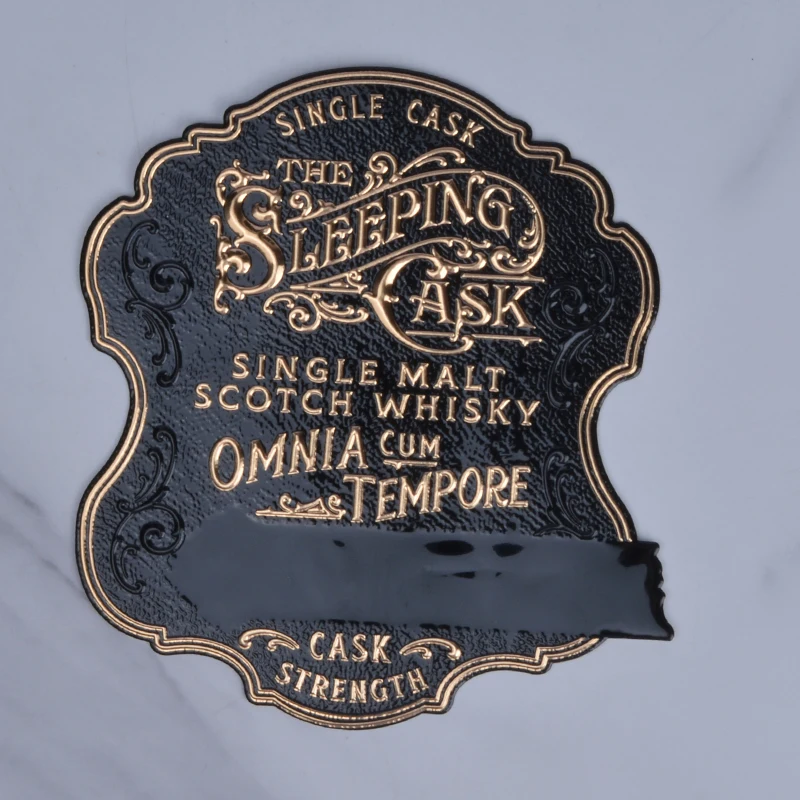 SINGLE CASK
THE
SLEEPING
CASK
SINGLE MALT
SCOTCH WHISKY
OMNIA CUM
TEMPORE
CASK
STRENGTH